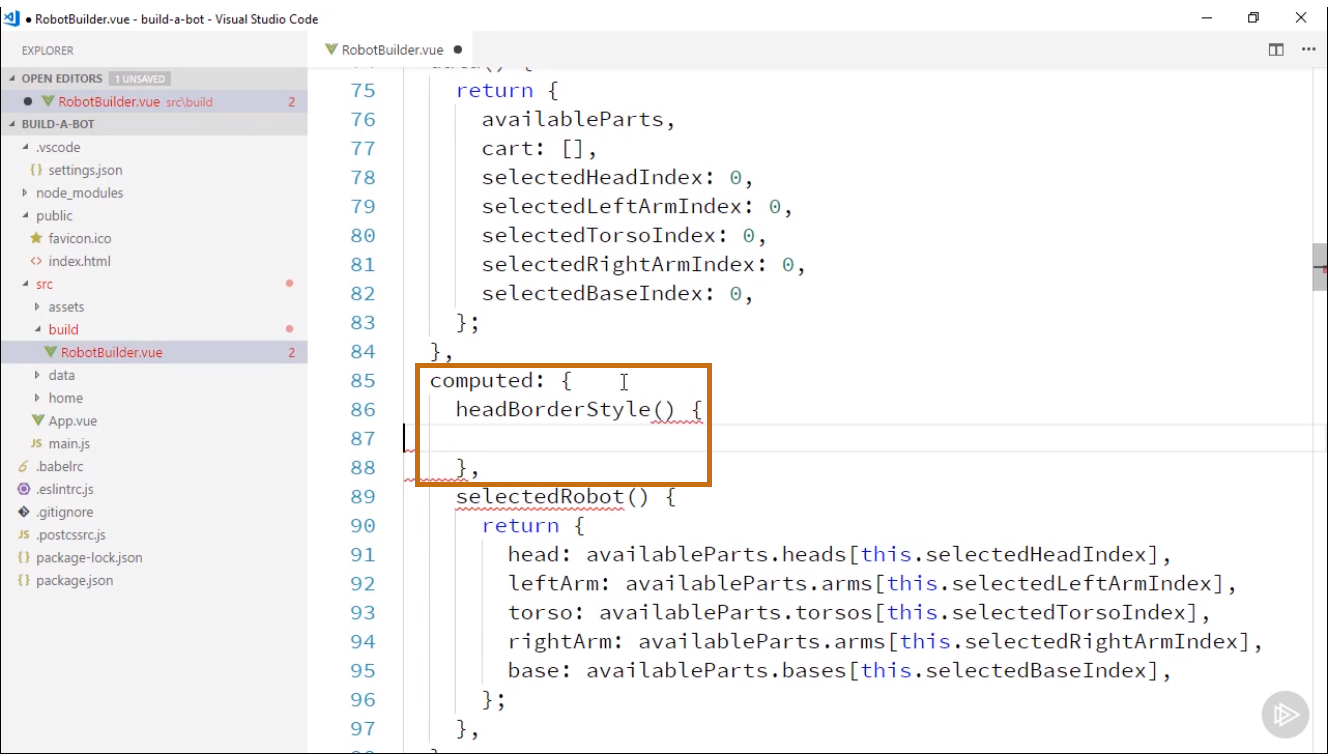 RobotBuilder.vue - build-a-bot - Visual Studio Code
EXPLORER
OPEN EDITORS 1 UNSAVED
RobotBuilder.vue src\build 2
BUILD-A-BOT
.vscode
{} settings.json
node_modules
public
favicon.ico
<> index.html
src
assets
build
RobotBuilder.vue 2
data
home
App.vue
JS main.js
.babelrc
.eslintrc.js
.gitignore
JS .postcssrc.js
{} package-lock.json
{} package.json
RobotBuilder.vue
75 return {
76 availableParts,
77 cart: [],
78 selectedHeadIndex: 0,
79 selectedLeftArmIndex: 0,
80 selectedTorsoIndex: 0,
81 selectedRightArmIndex: 0,
82 selectedBaseIndex: 0,
83 };
84 },
85 computed: {
86 headBorderStyle() {
87
88 },
89 selectedRobot() {
90 return {
91 head: availableParts.heads[this.selectedHeadIndex],
92 leftArm: availableParts.arms[this.selectedLeftArmIndex],
93 torso: availableParts.torsos[this.selectedTorsoIndex],
94 rightArm: availableParts.arms[this.selectedRightArmIndex],
95 base: availableParts.bases[this.selectedBaseIndex],
96 };
97 },